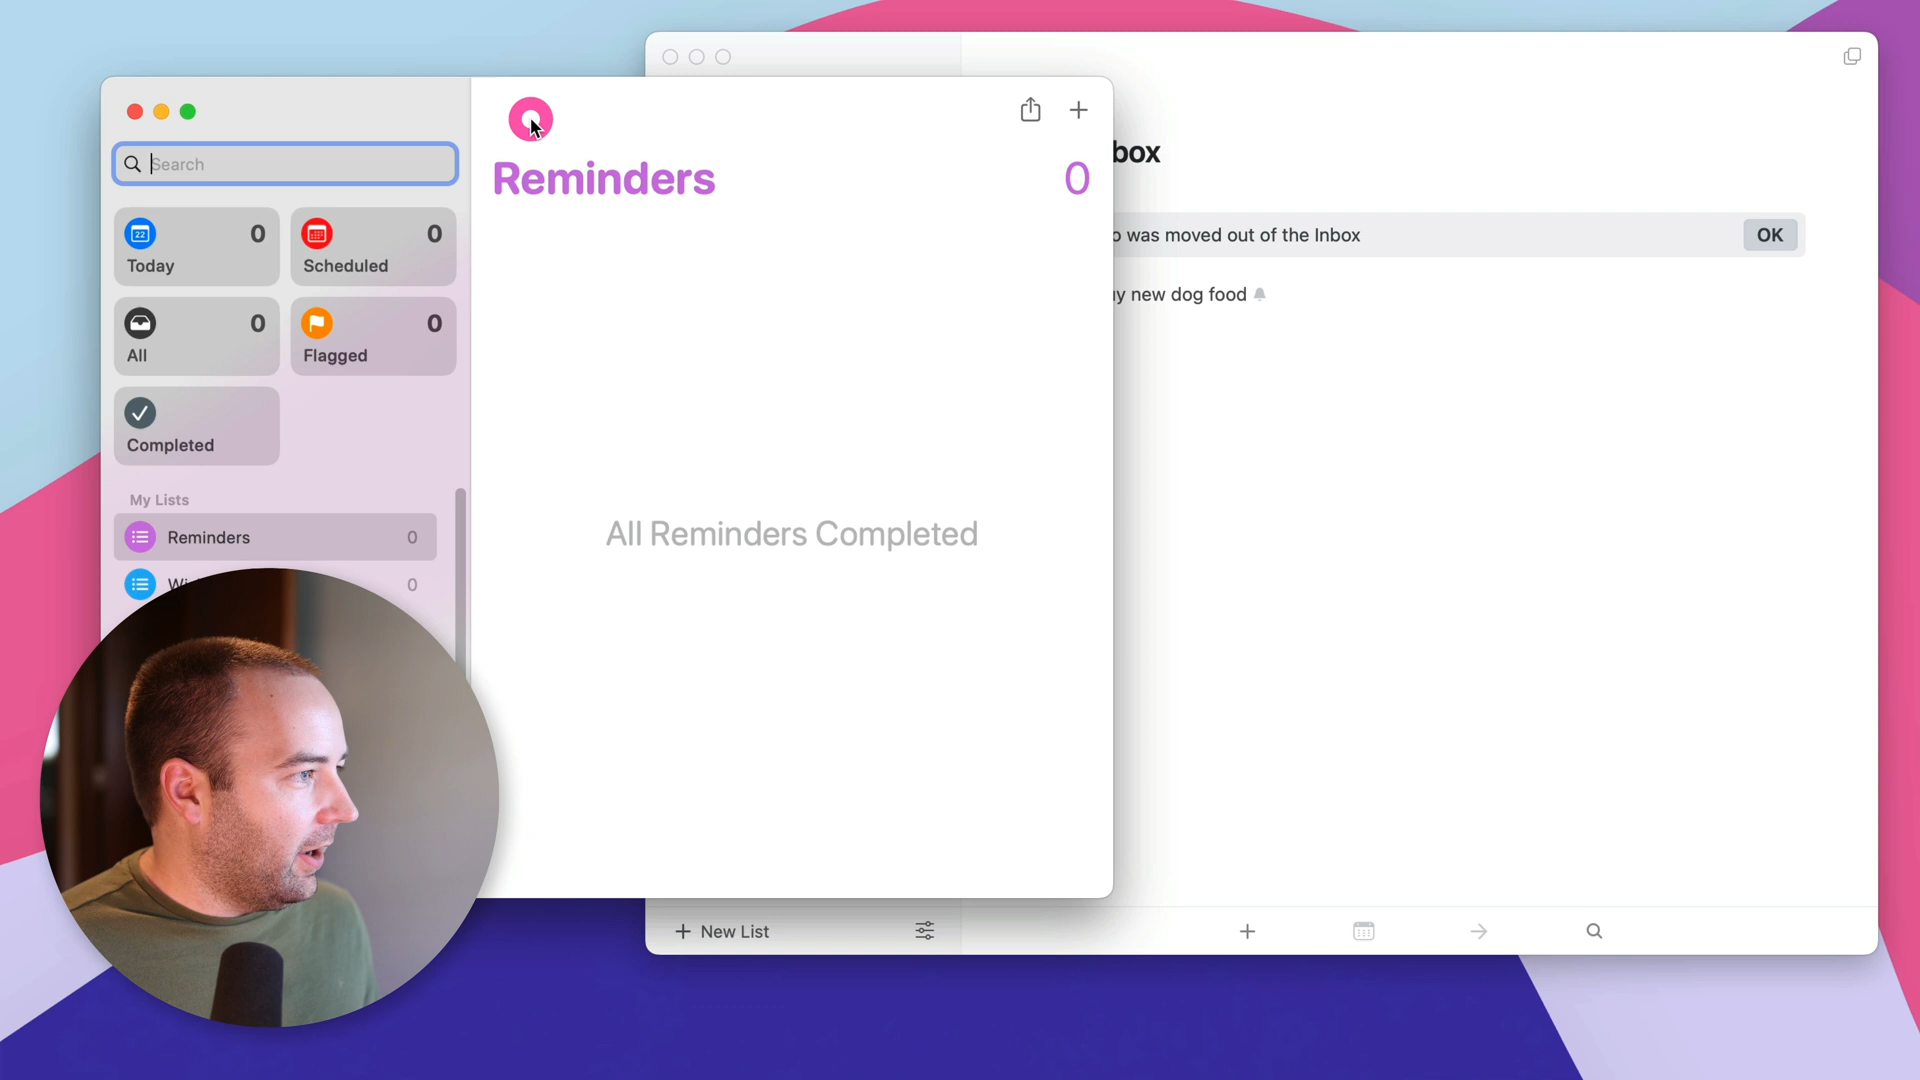 Search
22
Today 0
Scheduled 0
All 0
Flagged 0
Completed
My Lists
Reminders 0
0
Reminders 0
All Reminders Completed
was moved out of the Inbox
OK
new dog food
New List